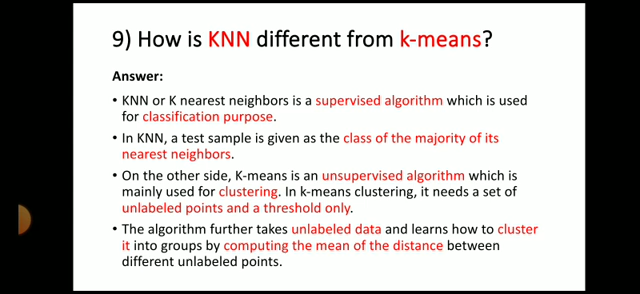 9) How is KNN different from k-means?
Answer:
• KNN or K nearest neighbors is a supervised algorithm which is used
for classification purpose.
• In KNN, a test sample is given as the class of the majority of its
nearest neighbors.
• On the other side, K-means is an unsupervised algorithm which is
mainly used for clustering. In k-means clustering, it needs a set of
unlabeled points and a threshold only.
• The algorithm further takes unlabeled data and learns how to cluster
it into groups by computing the mean of the distance between
different unlabeled points.